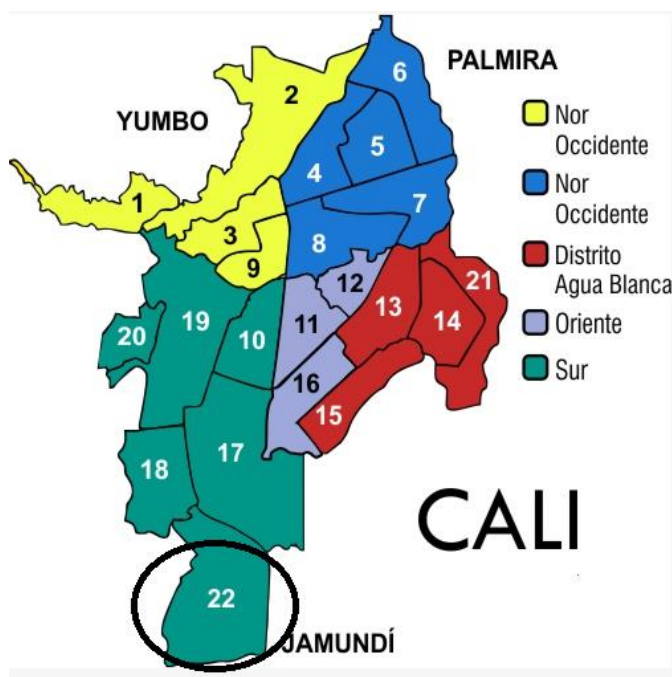 PALMIRA
YUMBO
6
2
5
4
7
1
3
8
9
12
21
13
14
19
20
10
11
16
15
17
18
22
JAMUNDÍ
CALI
Nor
Occidente
Nor
Occidente
Distrito
Agua Blanca
Oriente
Sur